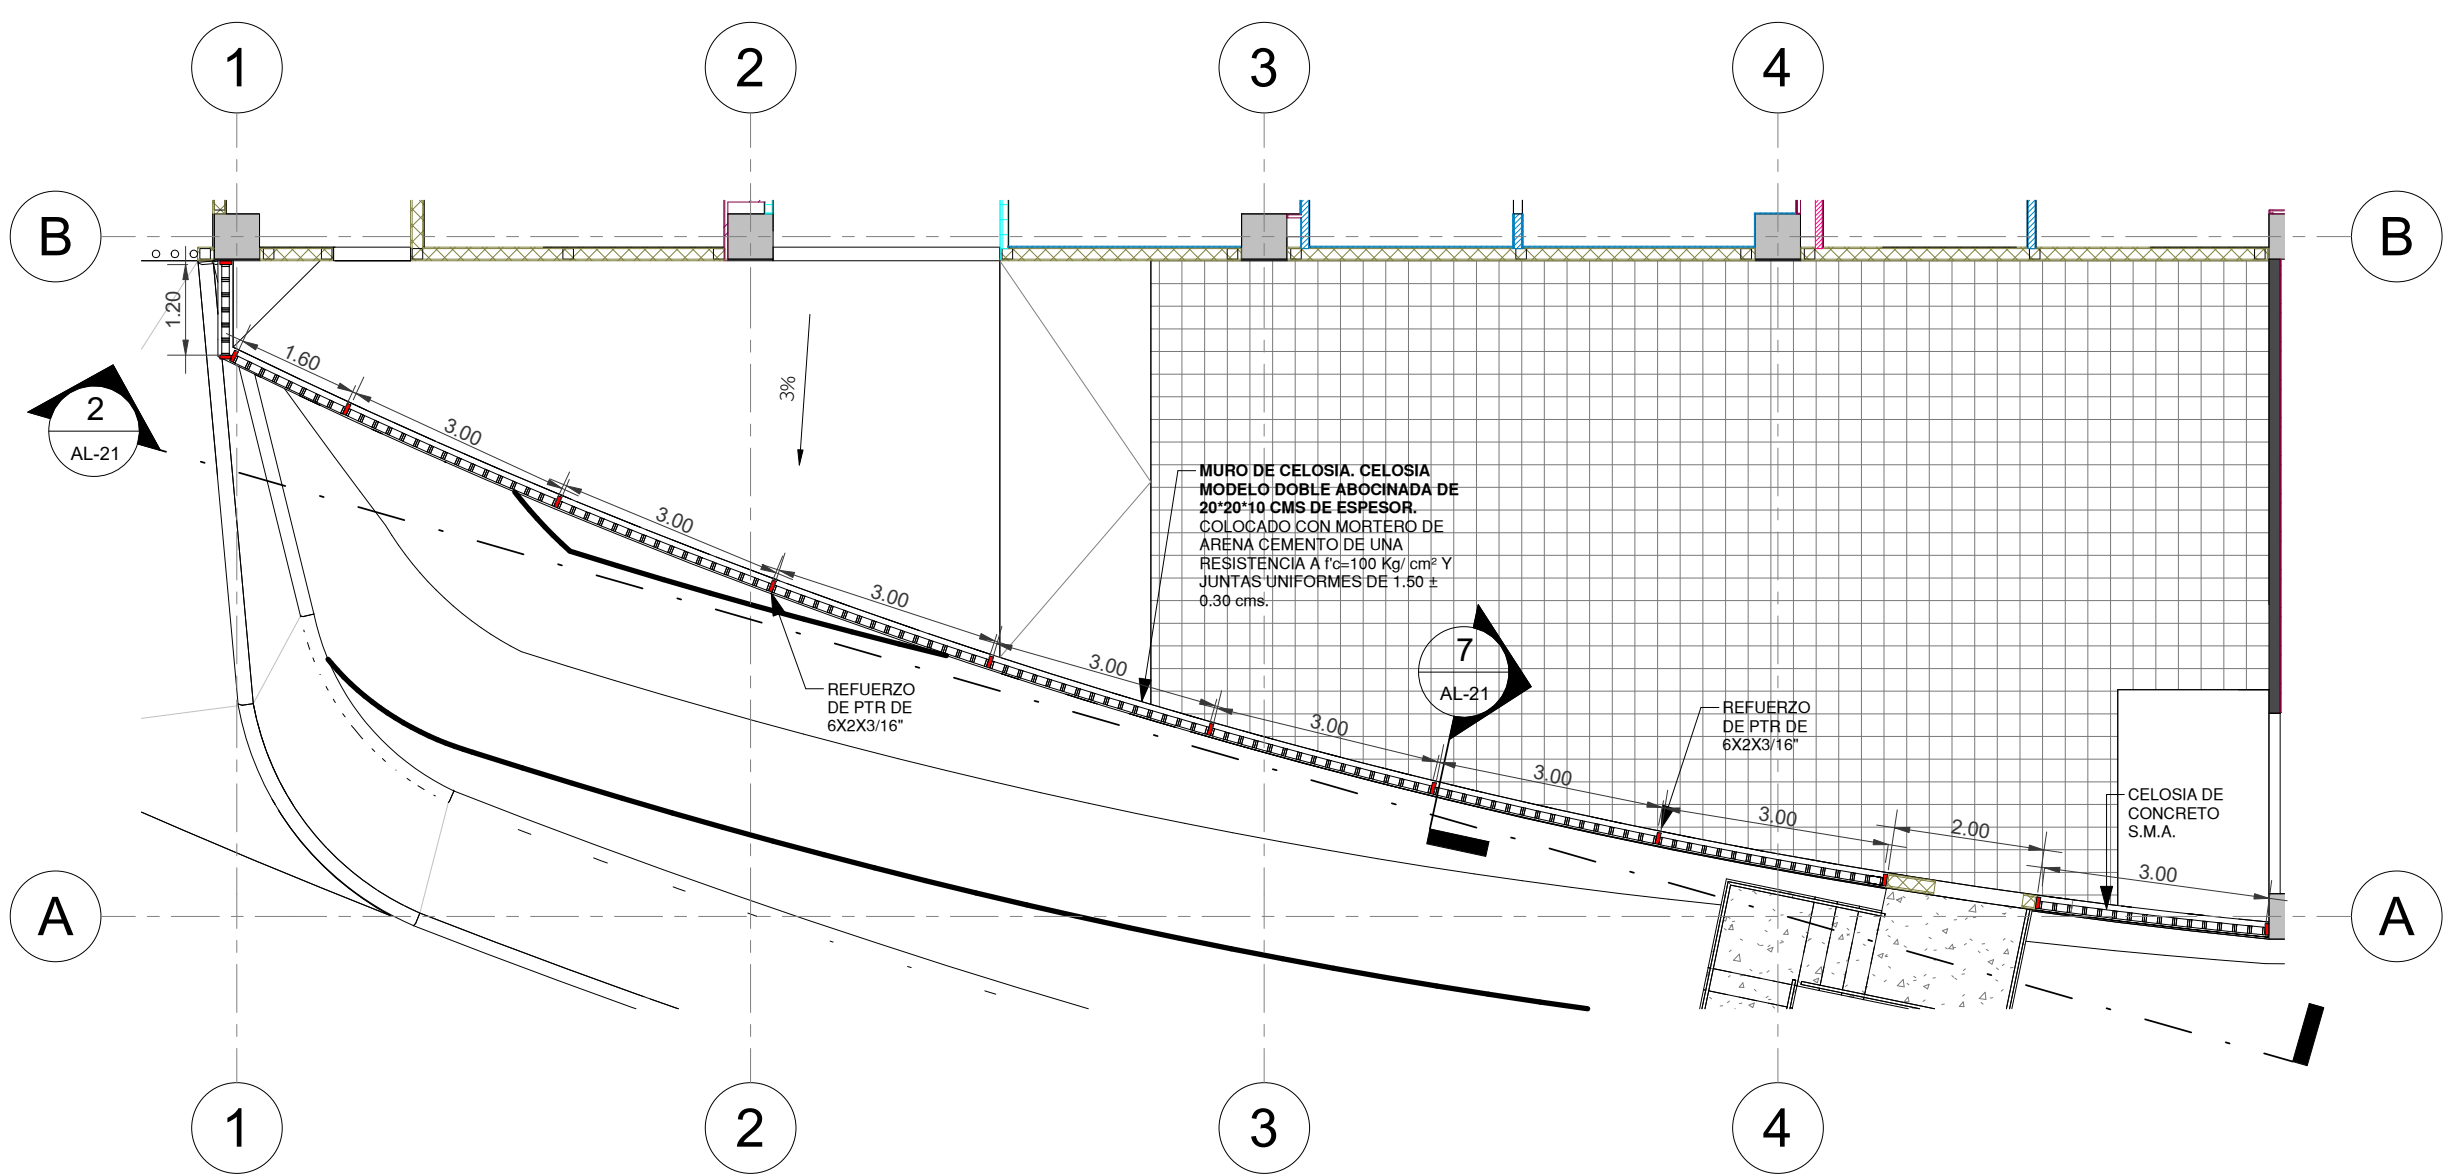 1
2
3
4
B
B
1.20
1.60
3.00
3.00
3.00
3.00
3.00
3.00
3.00
2.00
3.00
3%
2
AL-21
MURO DE CELOSIA. CELOSIA
MODELO DOBLE ABOCINADA DE
20*20*10 CMS DE ESPESOR.
COLOCADO CON MORTERO DE
ARENA CEMENTO DE UNA
RESISTENCIA A f'c=100 Kg/ cm² Y
JUNTAS UNIFORMES DE 1.50 ±
0.30 cms.
7
AL-21
REFUERZO
DE PTR DE
6X2X3/16"
REFUERZO
DE PTR DE
6X2X3/16"
CELOSIA DE
CONCRETO
S.M.A.
A
A
1
2
3
4